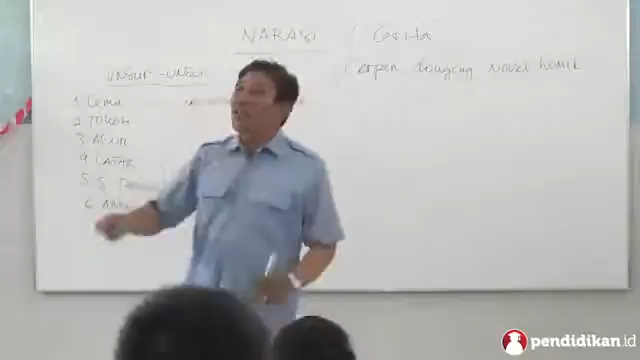 NARASI / Cerita
Cerpen dongeng Novel komik
UNSUR-UNSUR
1 Tema
2 TOKOH
3 ALUR
4 LATAR
5 S
6 AMA
pendidikan.id